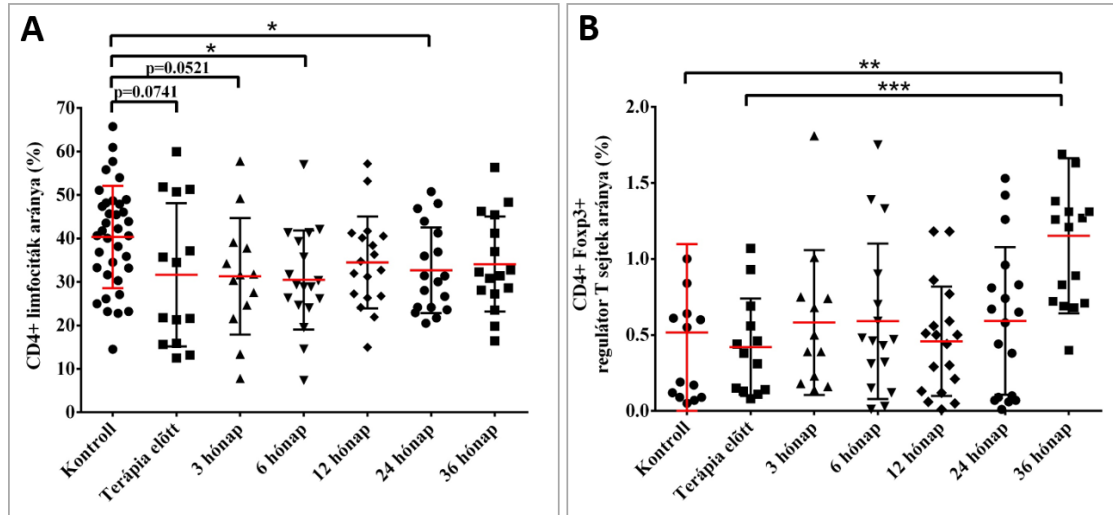 A
*
*
p=0.0521
p=0.0741
CD4+ limfociták aránya (%)
70
60
50
40
30
20
10
0
Kontroll
Terápia előtt
3 hónap
6 hónap
12 hónap
24 hónap
36 hónap
B
**
***
CD4+ Foxp3+
regulátor T sejtek aránya (%)
2.0
1.5
1.0
0.5
0.0
Kontroll
Terápia előtt
3 hónap
6 hónap
12 hónap
24 hónap
36 hónap